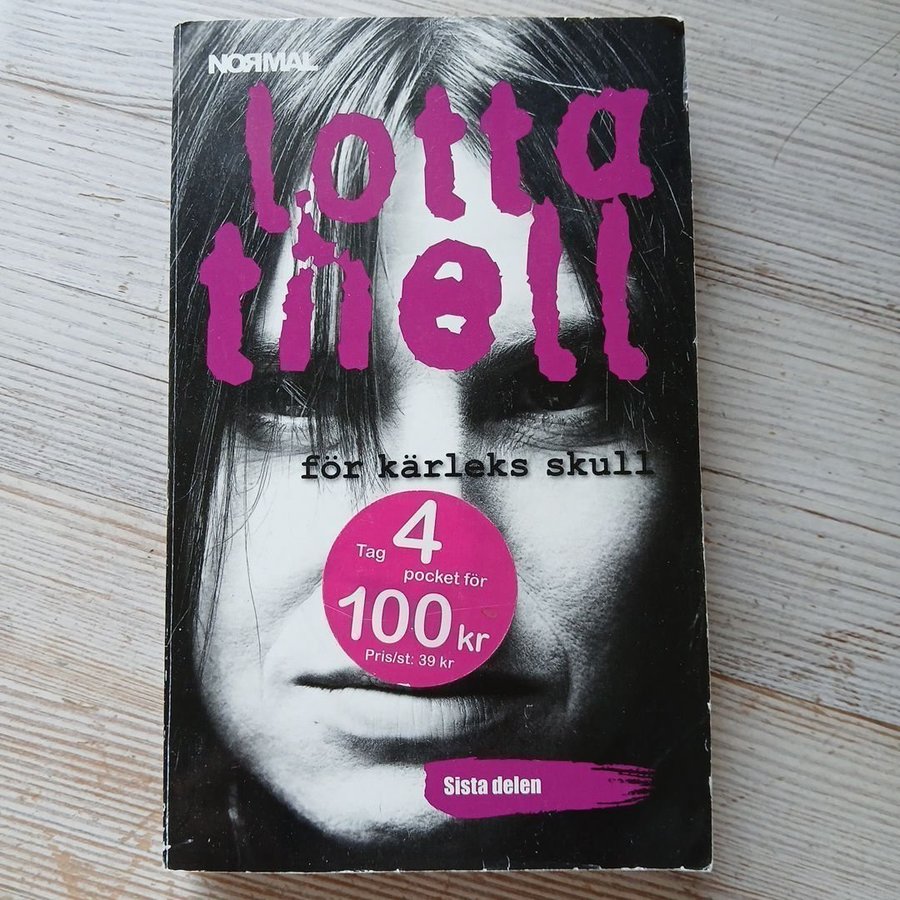 NORMAL
lotta
thell
för kärleks skull
Tag 4
pocket för
100 kr
Pris/st: 39 kr
Sista delen